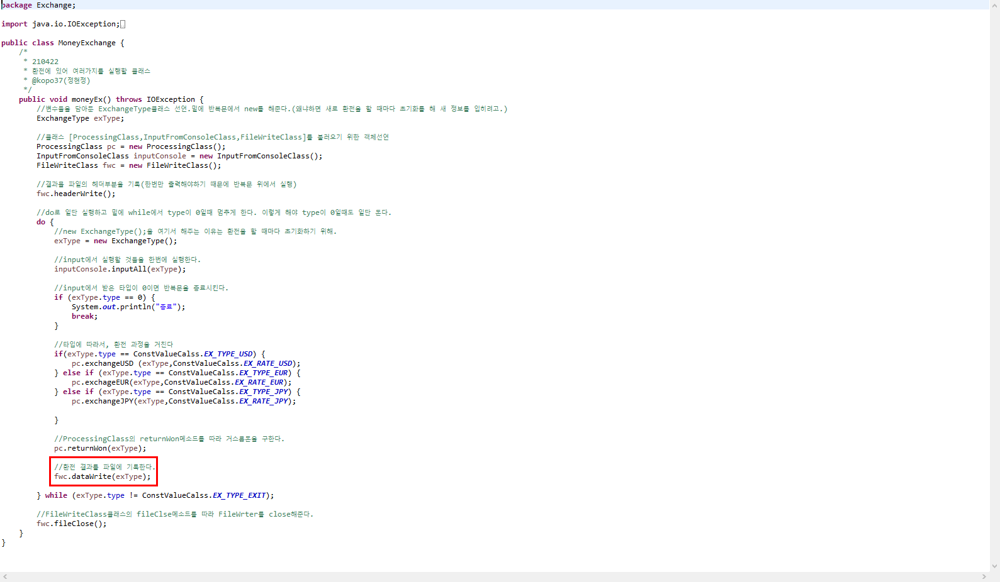 package Exchange;
import java.io.IOException;
public class MoneyExchange {
/*
* 210422
* 환전에 있어 여러가지를 실행할 클래스
* @kopo37(정현정)
*/
public void moneyEx() throws IOException {
//변수들을 담아둔 ExchangeType클래스 선언.밑에 반복문에서 new를 해준다.(왜냐하면 새로 환전을 할 때마다 초기화를 해 새 정보를 입히려고.)
ExchangeType exType;
//클래스 [ProcessingClass,InputFromConsoleClass,FileWriteClass]를 불러오기 위한 객체선언
ProcessingClass pc = new ProcessingClass();
InputFromConsoleClass inputConsole = new InputFromConsoleClass();
FileWriteClass fwc = new FileWriteClass();
//결과물 파일의 헤더부분을 기록(한번만 출력해야하기 때문에 반복문 위에서 실행)
fwc.headerWrite();
//do로 일단 실행하고 밑에 while에서 type이 0일때 멈추게 한다. 이렇게 해야 type이 0일때도 일단 돈다.
do {
//new ExchangeType();을 여기서 해주는 이유는 환전을 할 때마다 초기화하기 위해.
exType = new ExchangeType();
//input에서 실행할 것들을 한번에 실행한다.
inputConsole.inputAll(exType);
//input에서 받은 타입이 0이면 반복문을 종료시킨다.
if (exType.type == 0) {
System.out.println("종료");
break;
}
//타입에 따라서, 환전 과정을 거친다
if(exType.type == ConstValueCalss.EX_TYPE_USD) {
pc.exchangeUSD (exType,ConstValueCalss.EX_RATE_USD);
} else if (exType.type == ConstValueCalss.EX_TYPE_EUR) {
pc.exchageEUR(exType,ConstValueCalss.EX_RATE_EUR);
} else if (exType.type == ConstValueCalss.EX_TYPE_JPY) {
pc.exchangeJPY(exType,ConstValueCalss.EX_RATE_JPY);
}
//ProcessingClass의 returnWon메소드를 따라 거스름돈을 구한다.
pc.returnWon(exType);
//환전 결과를 파일에 기록한다.
fwc.dataWrite(exType);
} while (exType.type != ConstValueCalss.EX_TYPE_EXIT);
//FileWriteClass클래스의 fileClse메소드를 따라 FileWrter를 close해준다.
fwc.fileClose();
}
}